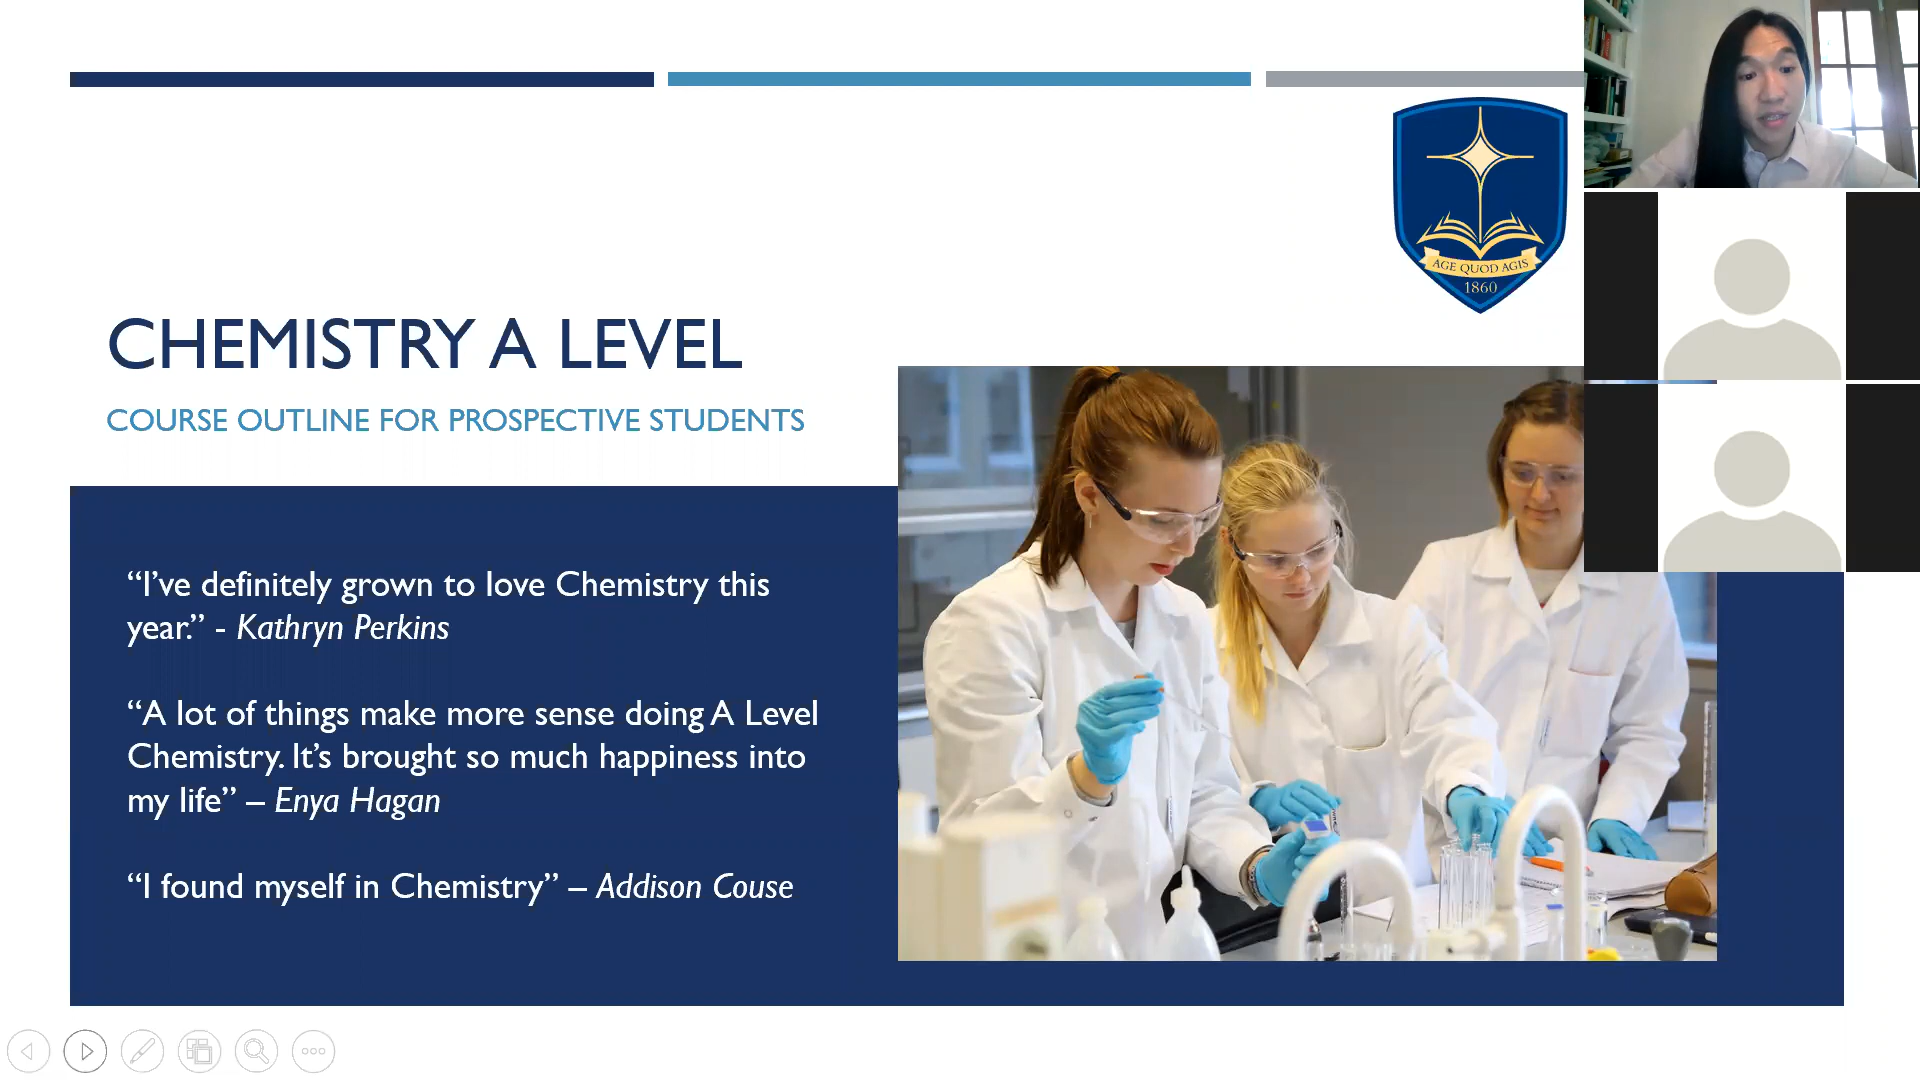 AGE QUOD AGIS
1860
CHEMISTRY A LEVEL
COURSE OUTLINE FOR PROSPECTIVE STUDENTS
“I’ve definitely grown to love Chemistry this
year.” - Kathryn Perkins
“A lot of things make more sense doing A Level
Chemistry. It’s brought so much happiness into
my life” – Enya Hagan
“I found myself in Chemistry” – Addison Couse